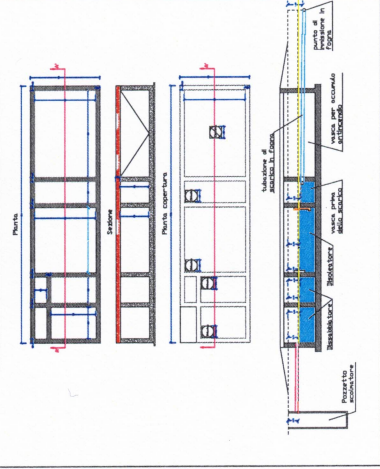 Pianta
Sezione
Pianta copertura
tubazione di
scarico in fogna
punto di
immissione in
fogna
vasca per accumulo
antincendio
vasca prima
dello scarico
Disoleatore
Dissabbiatore
Pozzetto
scolmatore